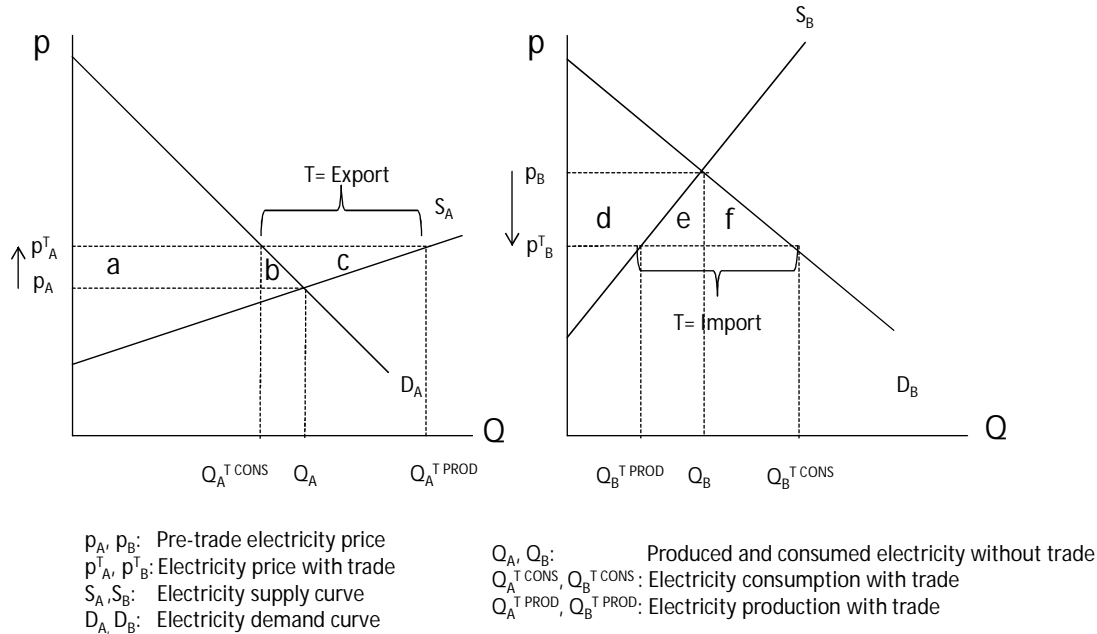 p
T= Export
S_A
p^T_A
p_A
a
b
c
D_A
Q
Q_A^T CONS
Q_A
Q_A^T PROD
p
S_B
p_B
p^T_B
d
e
f
T= Import
D_B
Q
Q_B^T PROD
Q_B
Q_B^T CONS
p_A, p_B: Pre-trade electricity price
p^T_A, p^T_B: Electricity price with trade
S_A, S_B: Electricity supply curve
D_A, D_B: Electricity demand curve
Q_A, Q_B: Produced and consumed electricity without trade
Q_A^T CONS, Q_B^T CONS: Electricity consumption with trade
Q_A^T PROD, Q_B^T PROD: Electricity production with trade